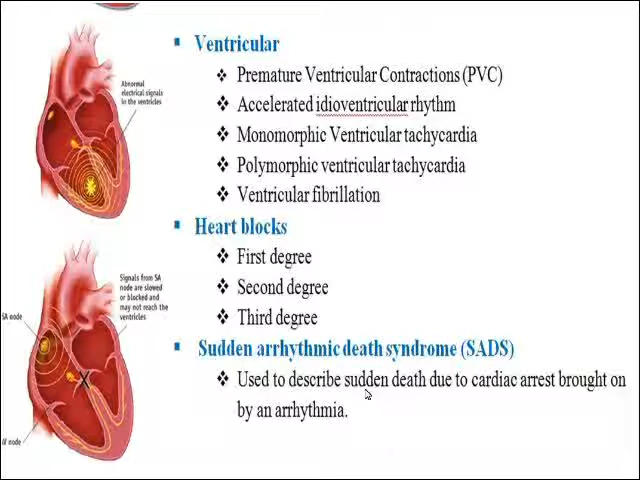 Ventricular
Premature Ventricular Contractions (PVC)
Accelerated idioventricular rhythm
Monomorphic Ventricular tachycardia
Polymorphic ventricular tachycardia
Ventricular fibrillation
Heart blocks
First degree
Second degree
Third degree
Sudden arrhythmic death syndrome (SADS)
Used to describe sudden death due to cardiac arrest brought on
by an arrhythmia.
Abnormal
electrical signals
in the ventricles
Signals from SA
node are slowed
or blocked and
may not reach the
ventricles
SA node
AV node